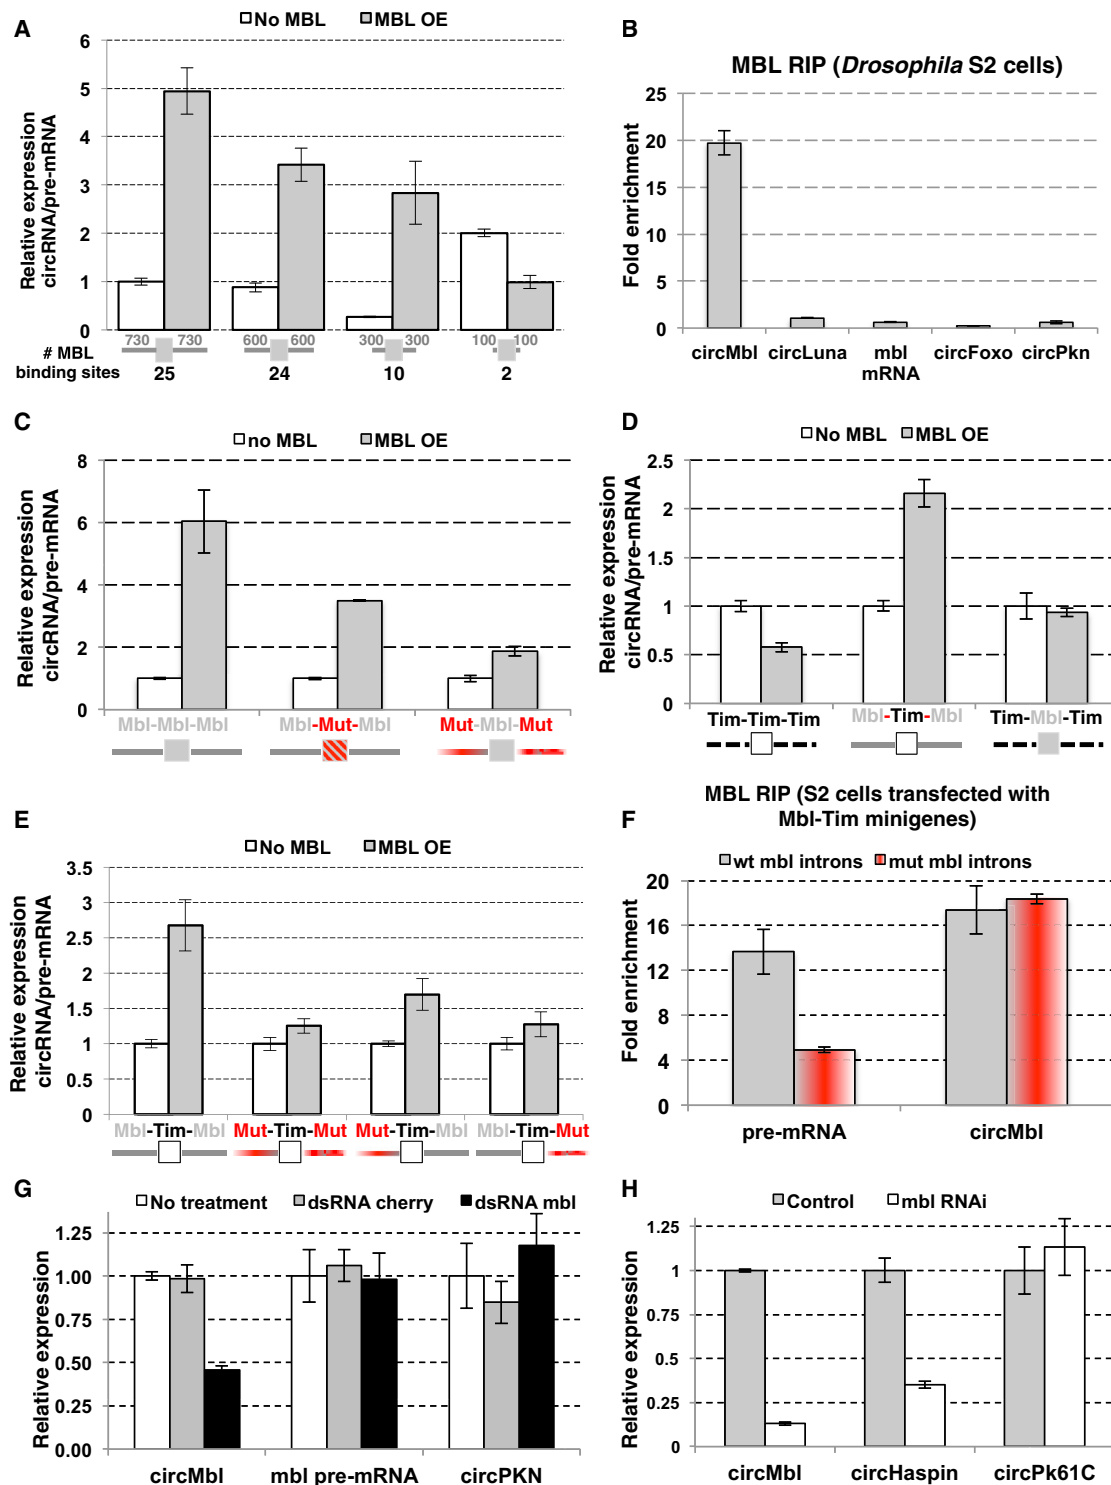 A
No MBL MBL OE
Relative expression
circRNA/pre-mRNA
6
5
4
3
2
1
0
730 730 600 600 300 300 100 100
# MBL
binding sites
25 24 10 2
B
MBL RIP (Drosophila S2 cells)
Fold enrichment
25
20
15
10
5
0
circMbl circLuna mbl mRNA circFoxo circPkn
C
no MBL MBL OE
Relative expression
circRNA/pre-mRNA
8
6
4
2
0
Mbl-Mbl-Mbl Mbl-Mut-Mbl Mut-Mbl-Mut
D
No MBL MBL OE
Relative expression
circRNA/pre-mRNA
2.5
2
1.5
1
0.5
0
Tim-Tim-Tim Mbl-Tim-Mbl Tim-Mbl-Tim
E
No MBL MBL OE
Relative expression
circRNA/pre-mRNA
3.5
3
2.5
2
1.5
1
0.5
0
Mbl-Tim-Mbl Mut-Tim-Mut Mut-Tim-Mbl Mbl-Tim-Mut
MBL RIP (S2 cells transfected with
Mbl-Tim minigenes)
F
wt mbl introns mut mbl introns
Fold enrichment
20
16
12
8
4
0
pre-mRNA circMbl
G
No treatment dsRNA cherry dsRNA mbl
Relative expression
1.25
1.00
0.75
0.50
0.25
0.00
circMbl mbl pre-mRNA circPKN
H
Control mbl RNAi
Relative expression
1.25
1
0.75
0.5
0.25
0
circMbl circHaspin circPk61C